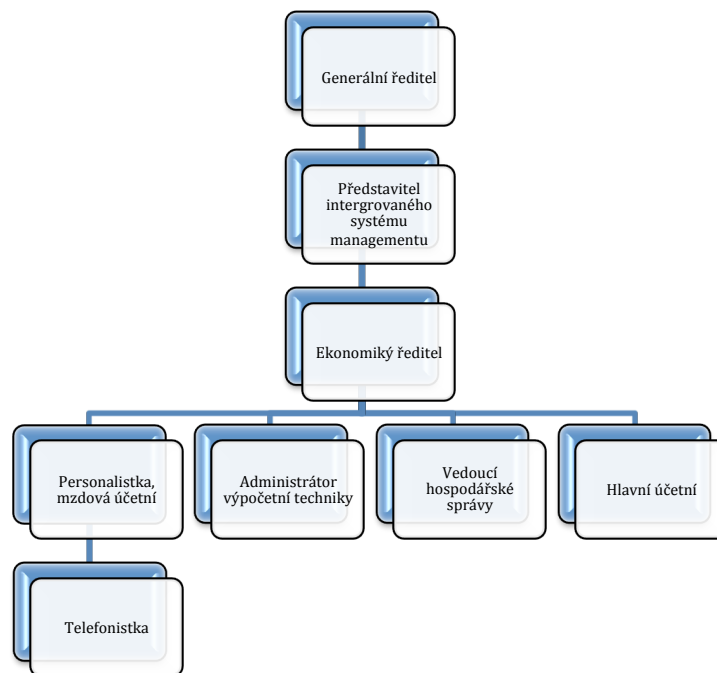 Generální ředitel
Představitel
intergrovaného
systému
managementu
Ekonomiký ředitel
Personalistka,
mzdová účetní
Administrátor
výpočetní techniky
Vedoucí
hospodářské
správy
Hlavní účetní
Telefonistka